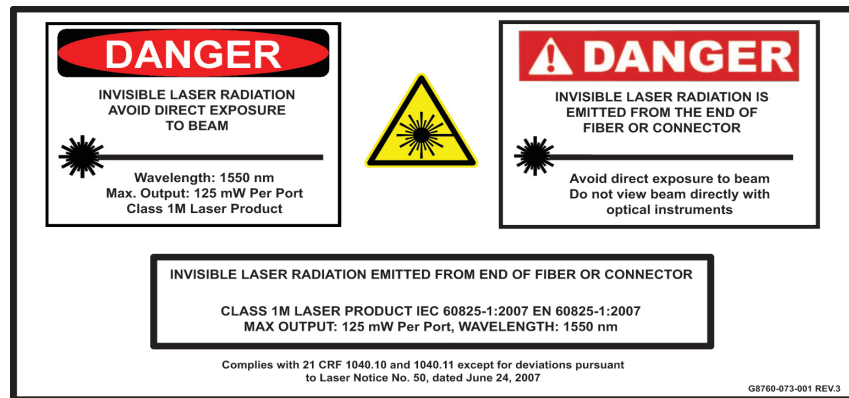 DANGER
INVISIBLE LASER RADIATION
AVOID DIRECT EXPOSURE
TO BEAM
Wavelength: 1550 nm
Max. Output: 125 mW Per Port
Class 1M Laser Product
DANGER
INVISIBLE LASER RADIATION IS
EMITTED FROM THE END OF
FIBER OR CONNECTOR
Avoid direct exposure to beam
Do not view beam directly with
optical instruments
INVISIBLE LASER RADIATION EMITTED FROM END OF FIBER OR CONNECTOR
CLASS 1M LASER PRODUCT IEC 60825-1:2007 EN 60825-1:2007
MAX OUTPUT: 125 mW Per Port, WAVELENGTH: 1550 nm
Complies with 21 CRF 1040.10 and 1040.11 except for deviations pursuant
to Laser Notice No. 50, dated June 24, 2007
G8760-073-001 REV.3